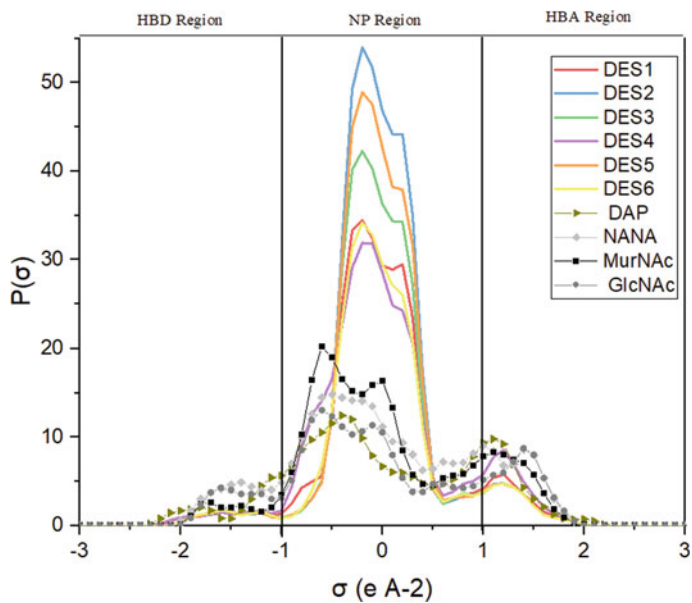 HBD Region NP Region HBA Region
50
40
30
20
10
0
P(σ)
-3 -2 -1 0 1 2 3
σ (e A-2)
DES1
DES2
DES3
DES4
DES5
DES6
DAP
NANA
MurNAc
GlcNAc